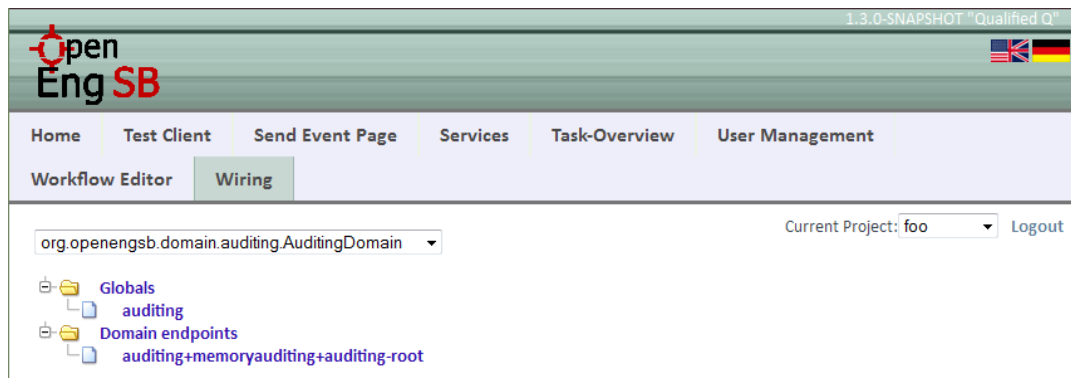 1.3.0-SNAPSHOT "Qualified Q"
Open
Eng SB
Home Test Client Send Event Page Services Task-Overview User Management
Workflow Editor Wiring
Current Project: foo Logout
org.openengsb.domain.auditing.AuditingDomain
Globals
auditing
Domain endpoints
auditing+memoryauditing+auditing-root